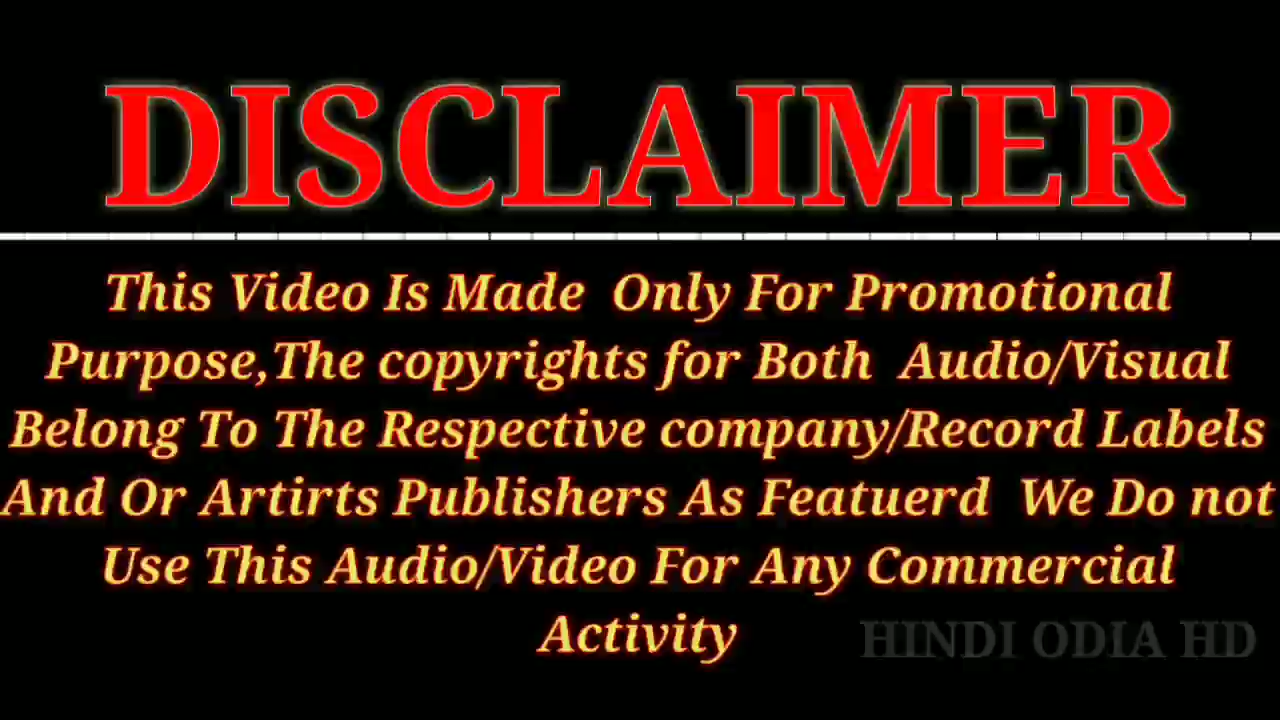 DISCLAIMER
This Video Is Made Only For Promotional
Purpose,The copyrights for Both Audio/Visual
Belong To The Respective company/Record Labels
And Or Artirts Publishers As Featuerd We Do not
Use This Audio/Video For Any Commercial
Activity
HINDI ODIA HD